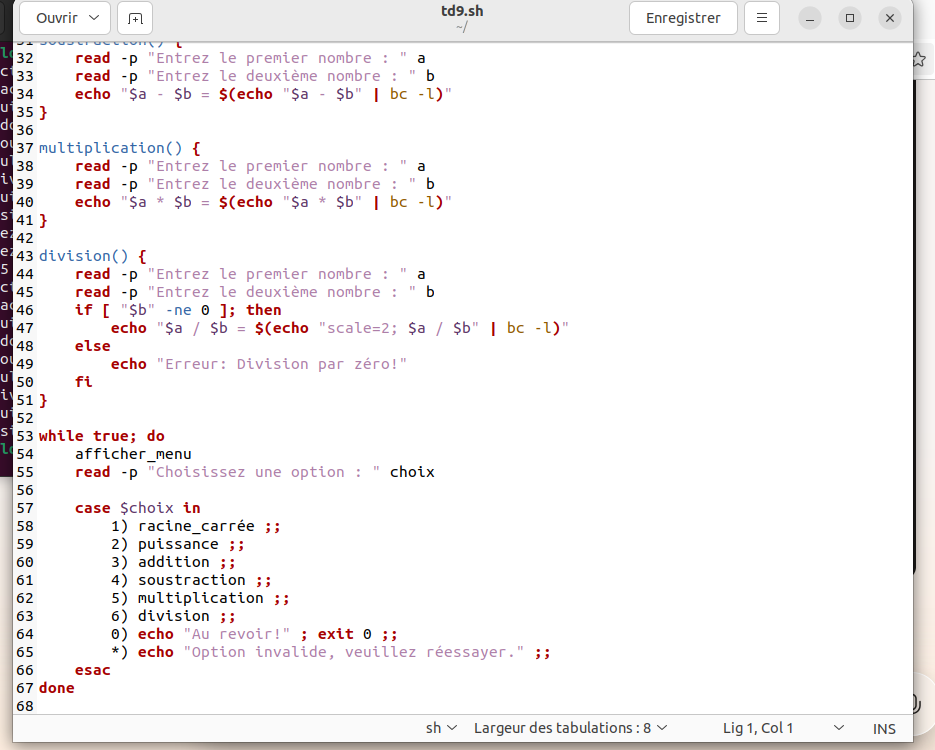 Ouvrir
td9.sh
~/
Enregistrer
31 soustraction() {
32     read -p "Entrez le premier nombre : " a
33     read -p "Entrez le deuxième nombre : " b
34     echo "$a - $b = $(echo "$a - $b" | bc -l)"
35 }
36
37 multiplication() {
38     read -p "Entrez le premier nombre : " a
39     read -p "Entrez le deuxième nombre : " b
40     echo "$a * $b = $(echo "$a * $b" | bc -l)"
41 }
42
43 division() {
44     read -p "Entrez le premier nombre : " a
45     read -p "Entrez le deuxième nombre : " b
46     if [ "$b" -ne 0 ]; then
47         echo "$a / $b = $(echo "scale=2; $a / $b" | bc -l)"
48     else
49         echo "Erreur: Division par zéro!"
50     fi
51 }
52
53 while true; do
54     afficher_menu
55     read -p "Choisissez une option : " choix
56
57     case $choix in
58         1) racine_carrée ;;
59         2) puissance ;;
60         3) addition ;;
61         4) soustraction ;;
62         5) multiplication ;;
63         6) division ;;
64         0) echo "Au revoir!" ; exit 0 ;;
65         *) echo "Option invalide, veuillez réessayer." ;;
66     esac
67 done
68
sh Largeur des tabulations : 8 Lig 1, Col 1 INS